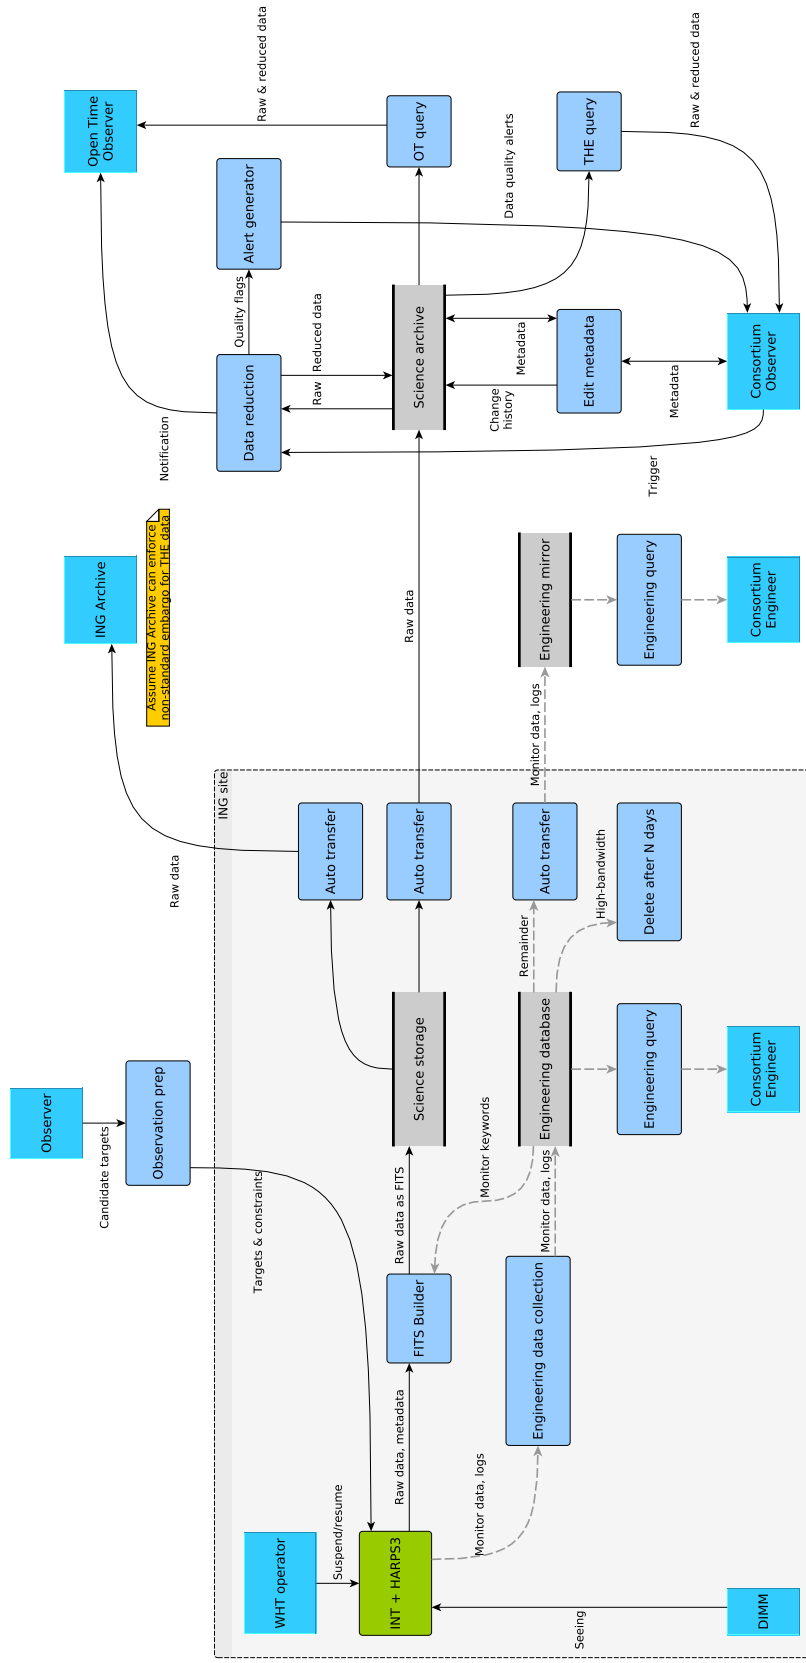 Observer
Candidate targets
Observation prep
Targets & constraints
ING Archive
Raw data
Assume ING Archive can enforce
non-standard embargo for THE data
Open Time
Observer
Notification
Raw & reduced data
ING site
WHT operator
Suspend/resume
INT + HARPS3
Raw data, metadata
FITS Builder
Raw data as FITS
Science storage
Auto transfer
Auto transfer
Raw data
Data reduction
Quality flags
Alert generator
Raw
Reduced data
Science archive
OT query
Data quality alerts
THE query
Raw & reduced data
Change
history
Metadata
Edit metadata
Metadata
Trigger
Consortium
Observer
Monitor data, logs
Engineering data collection
Monitor data, logs
Monitor keywords
Engineering database
Remainder
Auto transfer
Monitor data, logs
Engineering mirror
High-bandwidth
Delete after N days
Engineering query
Engineering query
Seeing
DIMM
Consortium
Engineer
Consortium
Engineer